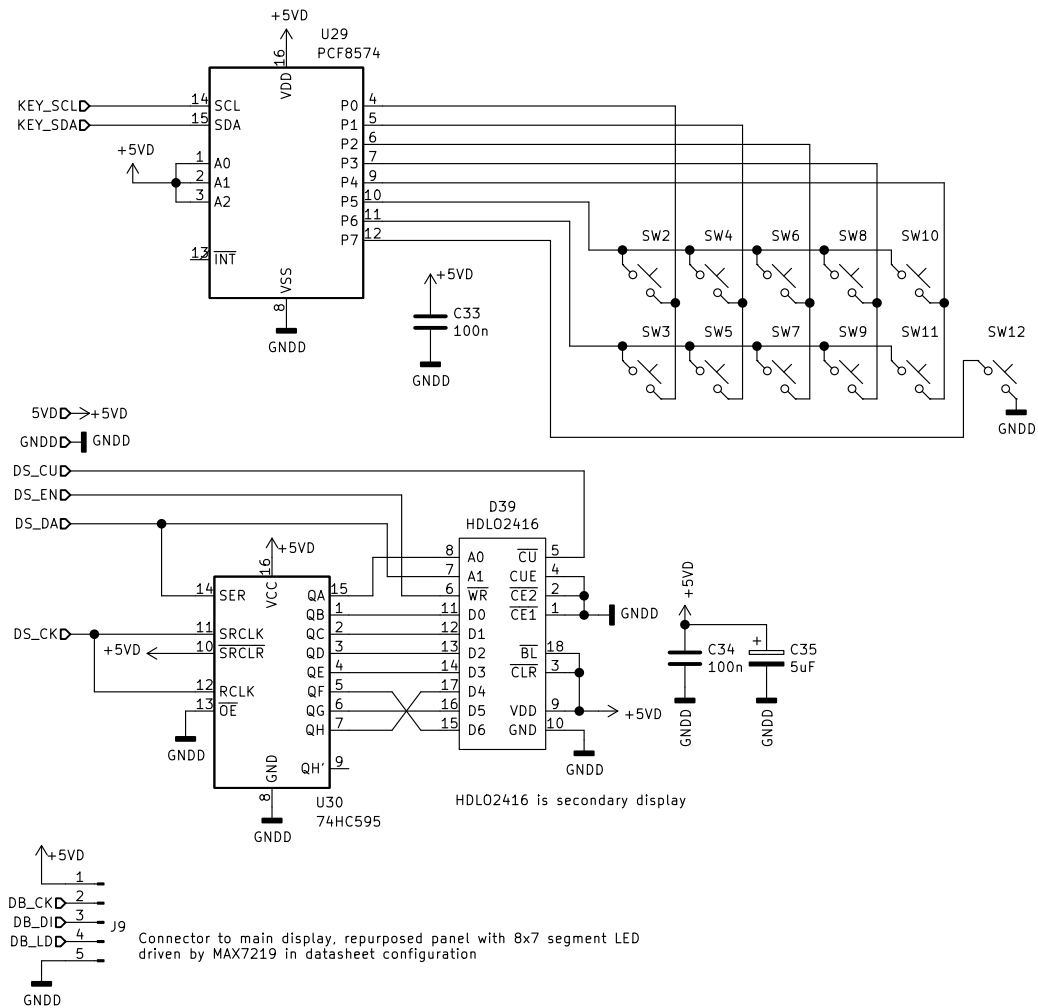 +5VD
U29
PCF8574
16
VDD
KEY_SCL 14 SCL P0 4
KEY_SDA 15 SDA P1 5
P2 6
+5VD 1 A0 P3 7
2 A1 P4 9
3 A2 P5 10
P6 11
P7 12
13 INT
VSS
8
GNDD
+5VD
C33
100n
GNDD
SW2 SW4 SW6 SW8 SW10
SW3 SW5 SW7 SW9 SW11 SW12
GNDD
5VD +5VD
GNDD GNDD
DS_CU
DS_EN
DS_DA
DS_CK
D39
HDLO2416
8 A0 CU 5
7 A1 CUE 4
6 WR CE2 2
11 D0 CE1 1 GNDD
12 D1
13 D2 BL 18
14 D3 CLR 3
17 D4
16 D5 VDD 9 +5VD
15 D6 GND 10
GNDD
+5VD
16
VCC
14 SER QA 15
QB 1
11 SRCLK QC 2
+5VD 10 SRCLR QD 3
QE 4
12 RCLK QF 5
13 OE QG 6
QH 7
GNDD
QH' 9
GND
8
GNDD
U30
74HC595
+5VD
C34
100n
GNDD
+
C35
5uF
GNDD
HDLO2416 is secondary display
+5VD
1
DB_CK 2
DB_DI 3
DB_LD 4
5
J9
GNDD
Connector to main display, repurposed panel with 8x7 segment LED
driven by MAX7219 in datasheet configuration